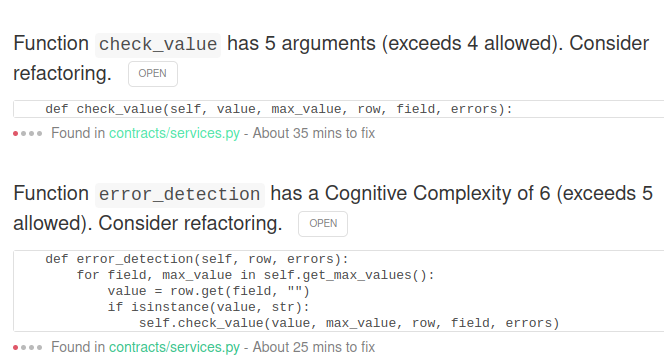 Function check_value has 5 arguments (exceeds 4 allowed). Consider
refactoring. OPEN
def check_value(self, value, max_value, row, field, errors):
Found in contracts/services.py - About 35 mins to fix
Function error_detection has a Cognitive Complexity of 6 (exceeds 5
allowed). Consider refactoring. OPEN
def error_detection(self, row, errors):
for field, max_value in self.get_max_values():
value = row.get(field, "")
if isinstance(value, str):
self.check_value(value, max_value, row, field, errors)
Found in contracts/services.py - About 25 mins to fix